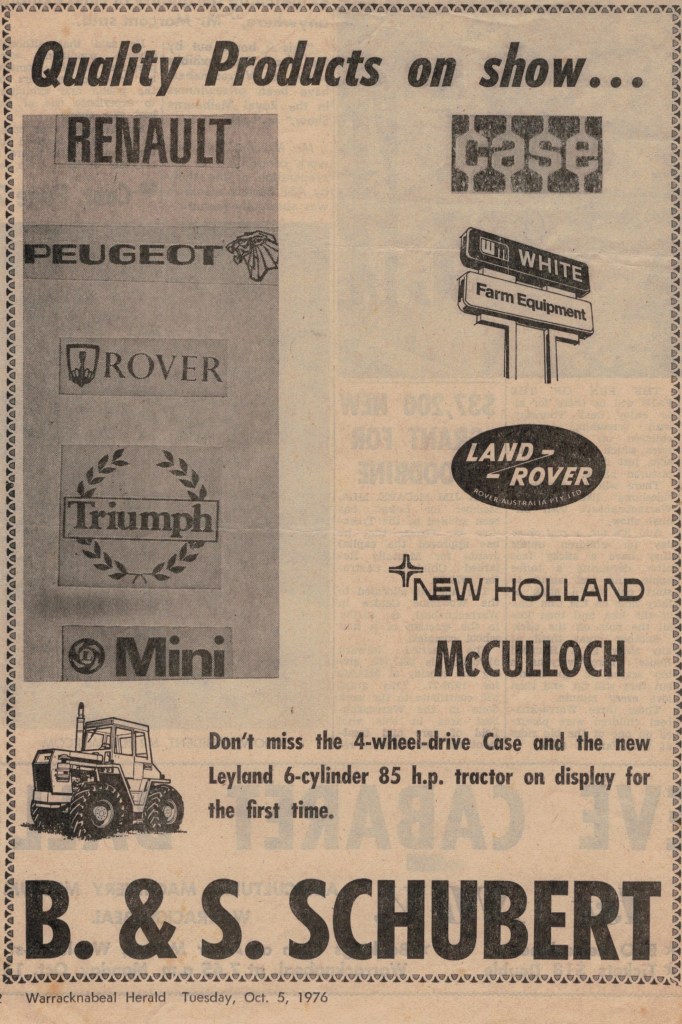 Quality Products on show...
RENAULT
PEUGEOT
ROVER
Triumph
Mini
case
WHITE
Farm Equipment
LAND -
- ROVER
ROVER AUSTRALIA PTY. LTD.
NEW HOLLAND
McCULLOCH
Don't miss the 4-wheel-drive Case and the new
Leyland 6-cylinder 85 h.p. tractor on display for
the first time.
B. & S. SCHUBERT
2 Warracknabeal Herald Tuesday, Oct. 5, 1976